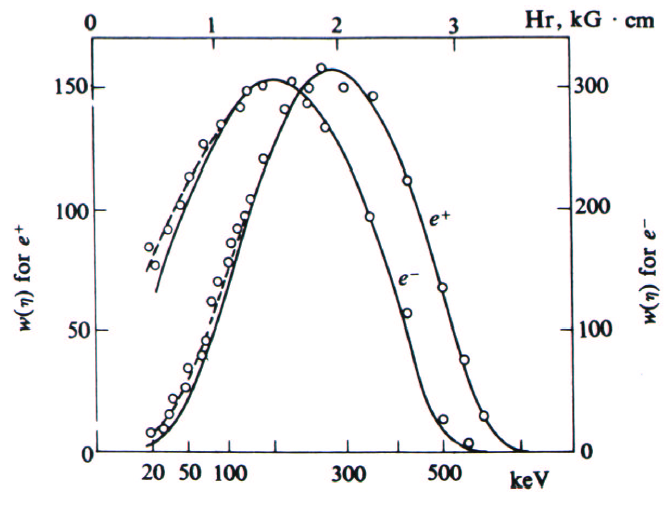 0 1 2 3 Hr, kG · cm
150
100
50
0
w(η) for e⁺
300
200
100
0
w(η) for e⁻
e⁺
e⁻
20 50 100 300 500 keV